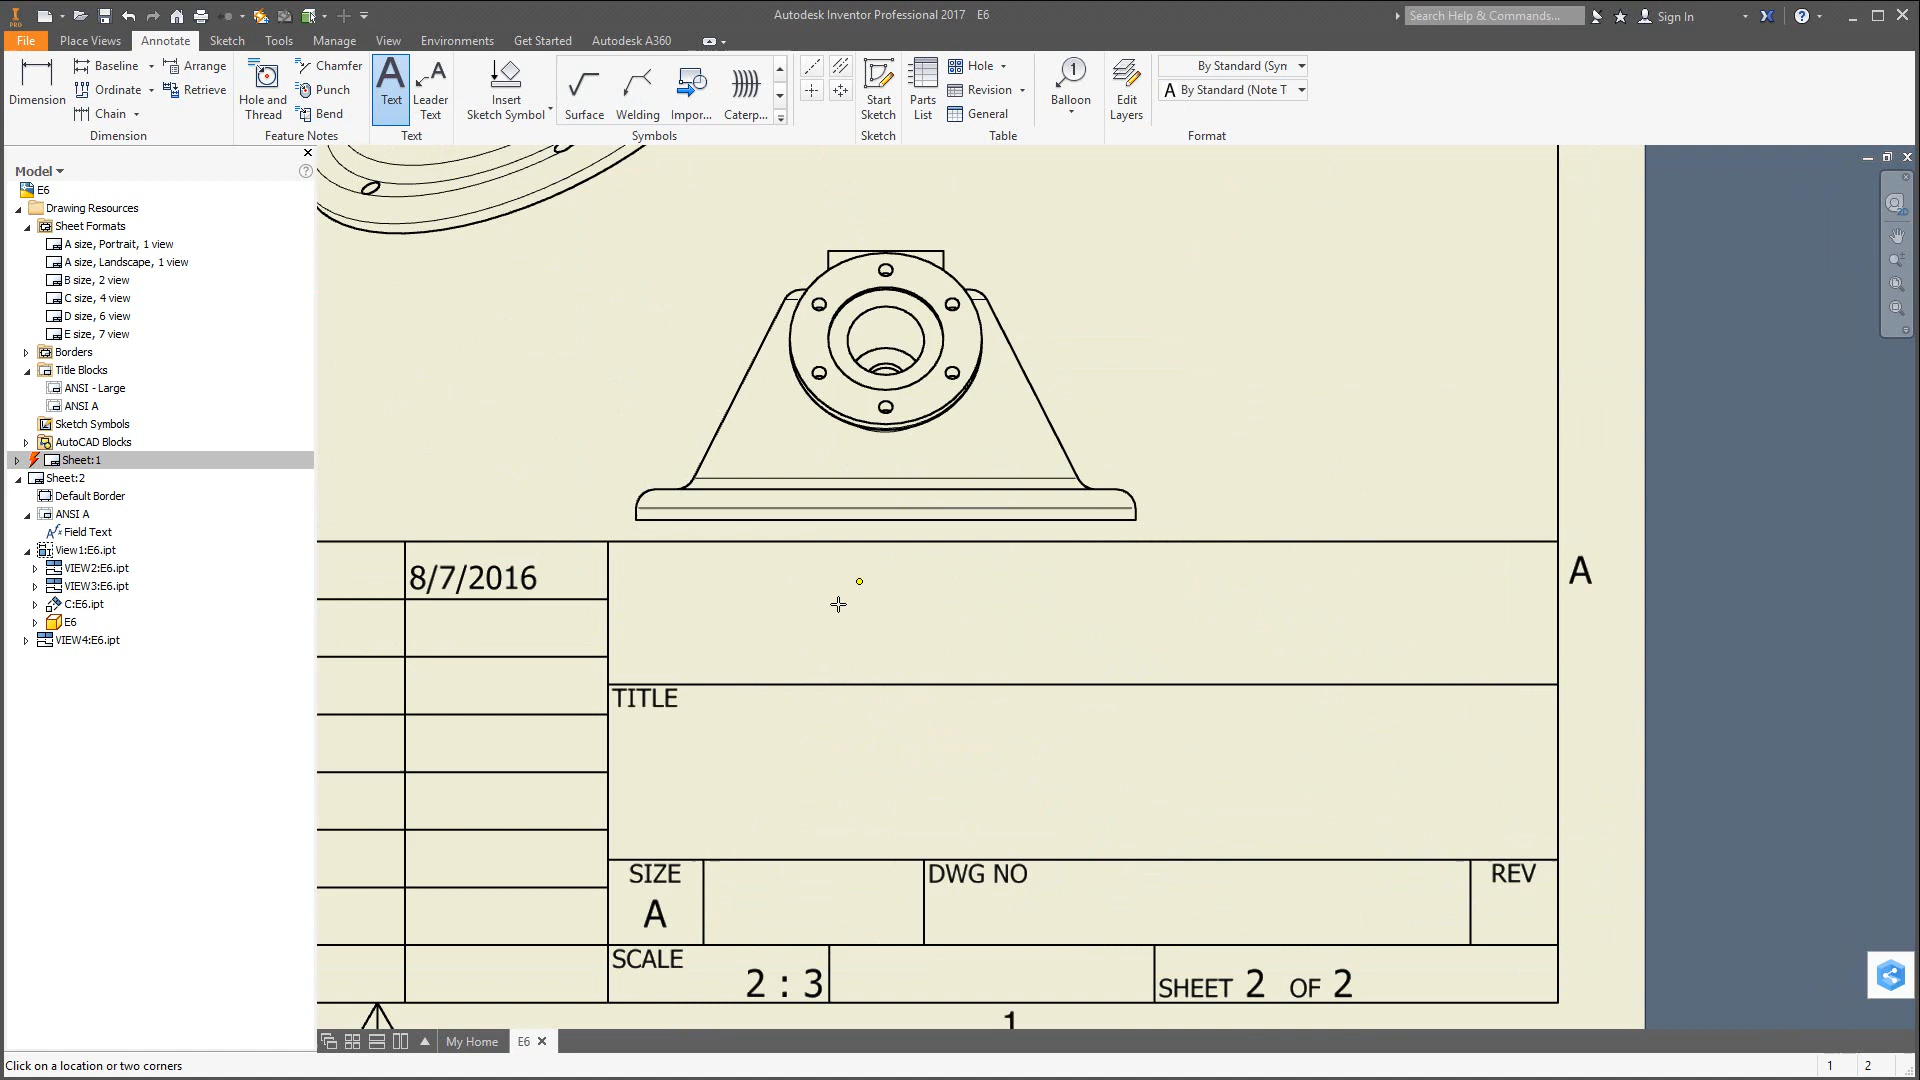 PRO
Autodesk Inventor Professional 2017 E6
Search Help & Commands...
Sign In
File
Place Views
Annotate
Sketch
Tools
Manage
View
Environments
Get Started
Autodesk A360
Dimension
Baseline
Ordinate
Chain
Arrange
Retrieve
Dimension
Hole and
Thread
Chamfer
Punch
Bend
Feature Notes
Text
Leader
Text
Text
Insert
Sketch Symbol
Surface
Welding
Impor...
Caterp...
Symbols
Start
Sketch
Sketch
Parts
List
Hole
Revision
General
Table
Balloon
Edit
Layers
By Standard (Syn
By Standard (Note T
Format
Model
E6
Drawing Resources
Sheet Formats
A size, Portrait, 1 view
A size, Landscape, 1 view
B size, 2 view
C size, 4 view
D size, 6 view
E size, 7 view
Borders
Title Blocks
ANSI - Large
ANSI A
Sketch Symbols
AutoCAD Blocks
Sheet:1
Sheet:2
Default Border
ANSI A
Field Text
View1:E6.ipt
VIEW2:E6.ipt
VIEW3:E6.ipt
C:E6.ipt
E6
VIEW4:E6.ipt
8/7/2016
A
TITLE
SIZE
A
DWG NO
REV
SCALE
2 : 3
SHEET 2 OF 2
1
My Home
E6
Click on a location or two corners
1
2